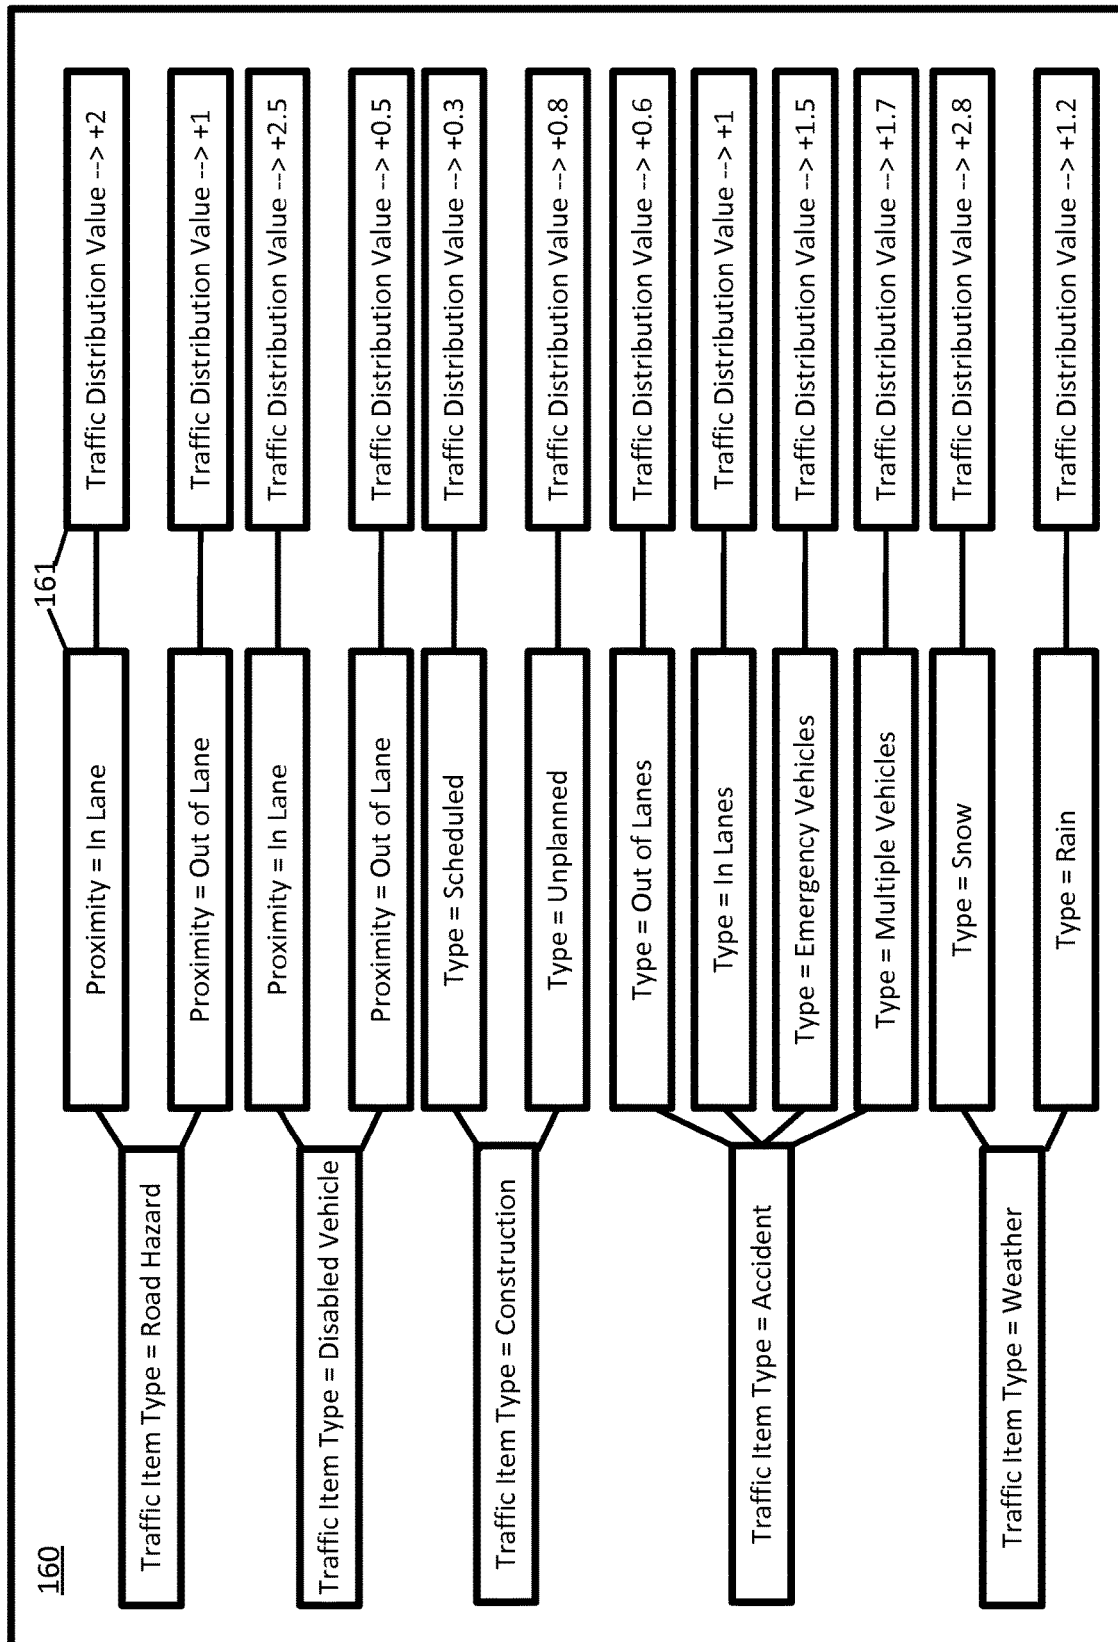 160
161
Traffic Item Type = Road Hazard
Proximity = In Lane
Traffic Distribution Value --> +2
Proximity = Out of Lane
Traffic Distribution Value --> +1
Traffic Item Type = Disabled Vehicle
Proximity = In Lane
Traffic Distribution Value --> +2.5
Proximity = Out of Lane
Traffic Distribution Value --> +0.5
Traffic Item Type = Construction
Type = Scheduled
Traffic Distribution Value --> +0.3
Type = Unplanned
Traffic Distribution Value --> +0.8
Traffic Item Type = Accident
Type = Out of Lanes
Traffic Distribution Value --> +0.6
Type = In Lanes
Traffic Distribution Value --> +1
Type = Emergency Vehicles
Traffic Distribution Value --> +1.5
Type = Multiple Vehicles
Traffic Distribution Value --> +1.7
Traffic Item Type = Weather
Type = Snow
Traffic Distribution Value --> +2.8
Type = Rain
Traffic Distribution Value --> +1.2